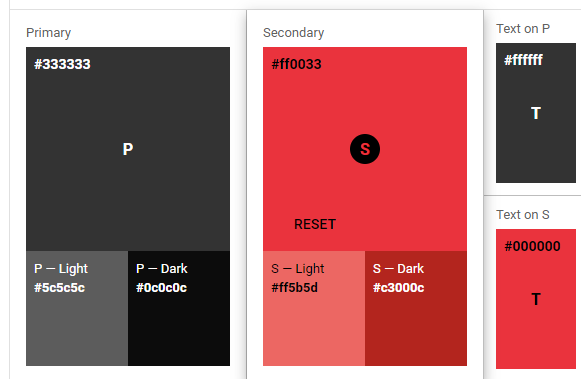 Primary
#333333
P
P — Light
#5c5c5c
P — Dark
#0c0c0c
Secondary
#ff0033
S
RESET
S — Light
#ff5b5d
S — Dark
#c3000c
Text on P
#ffffff
T
Text on S
#000000
T